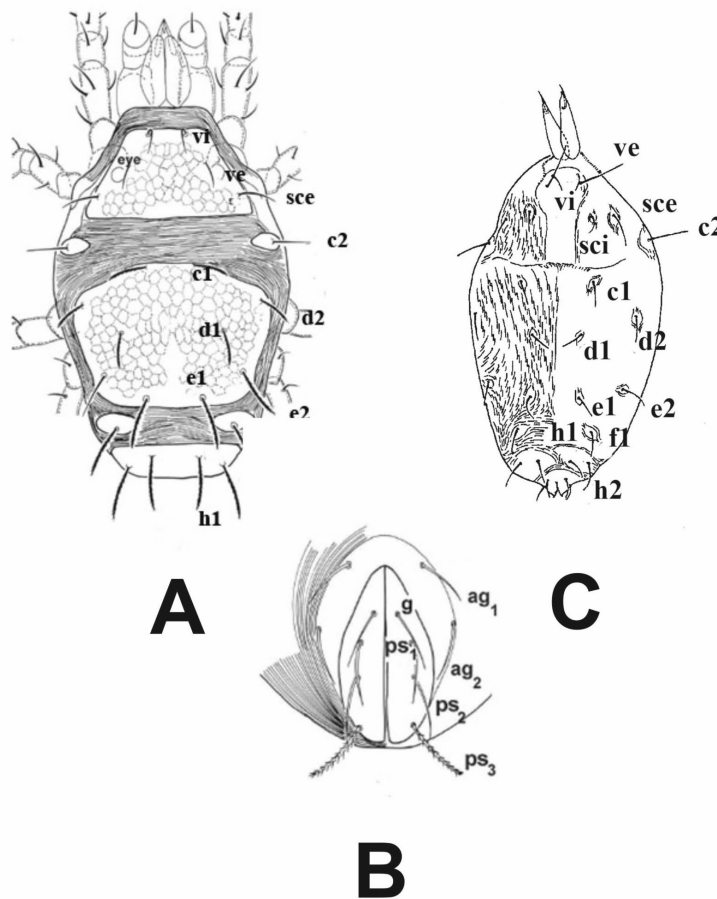 vi
eye
ve
sce
c2
c1
d2
d1
e1
e2
h1
A
ve
vi
sce
c2
sci
c1
d2
d1
e1
e2
h1
f1
h2
C
ag1
g
ps1
ag2
ps2
ps3
B